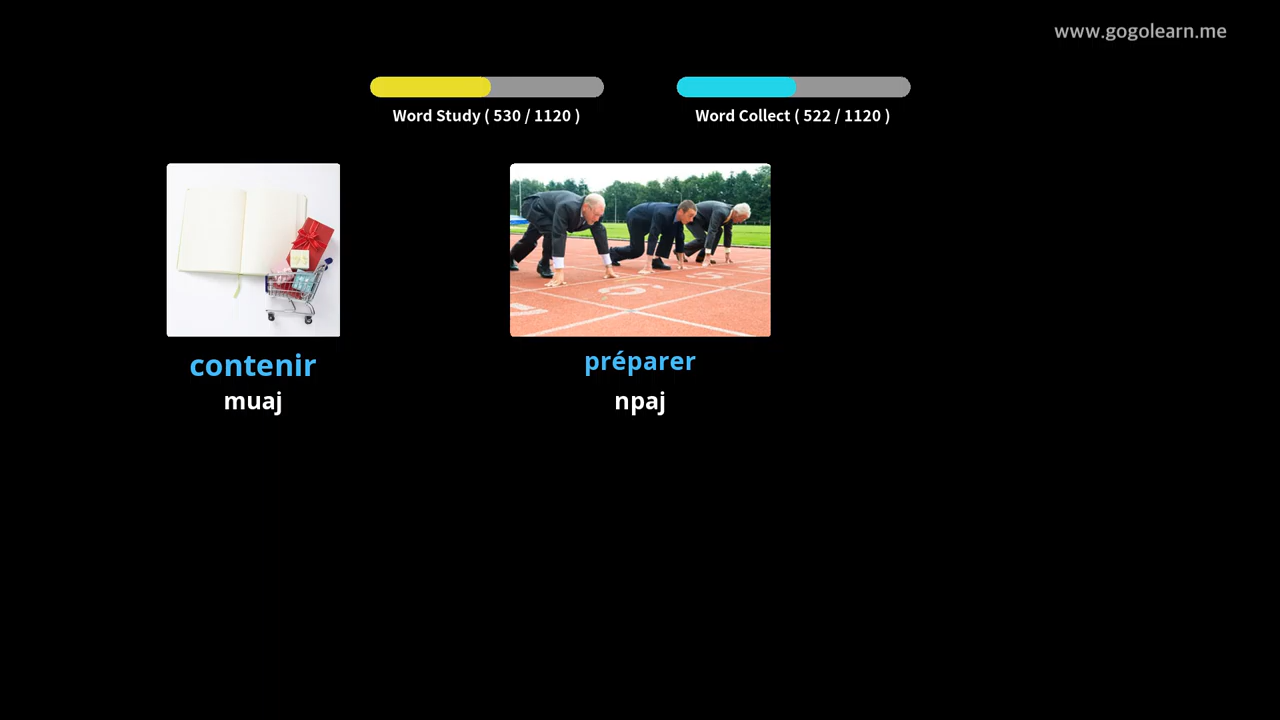 www.gogolearn.me
Word Study ( 530 / 1120 )
Word Collect ( 522 / 1120 )
contenir
muaj
préparer
npaj